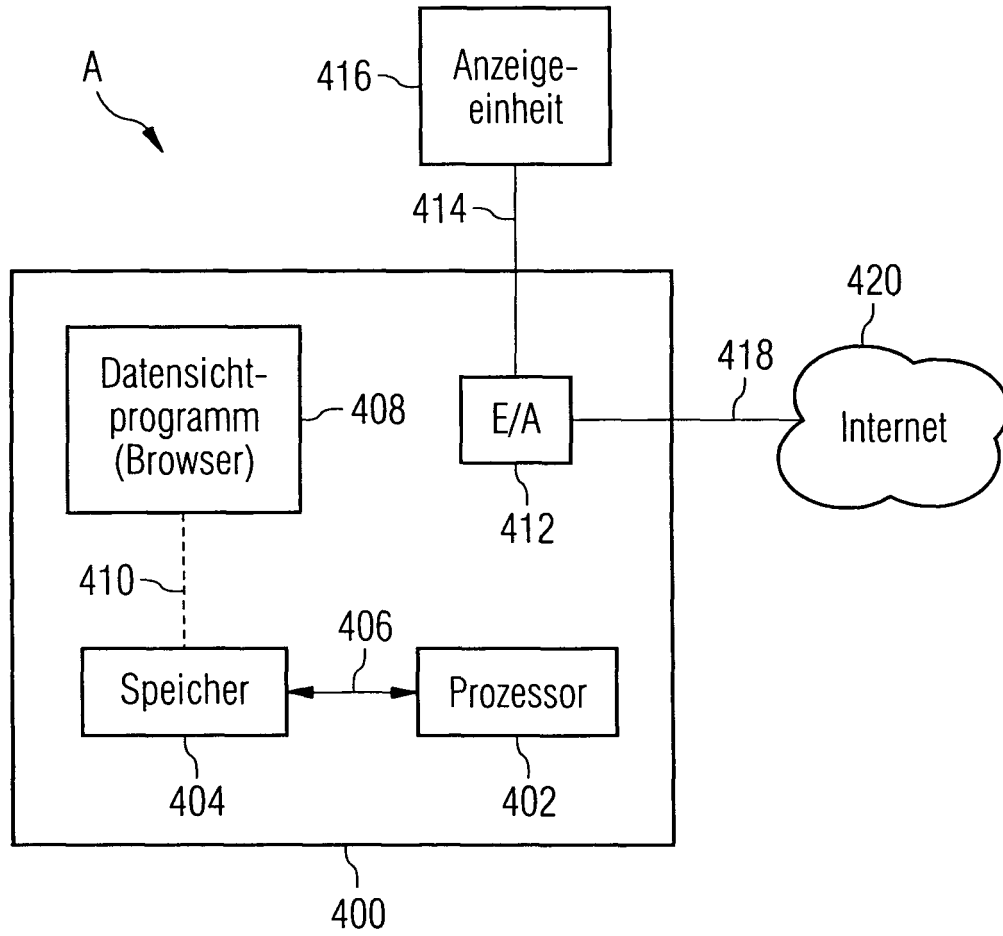 A
416
Anzeige-
einheit
414
420
418
Datensicht-
programm
(Browser)
408
E/A
412
Internet
410
406
Speicher
Prozessor
404
402
400